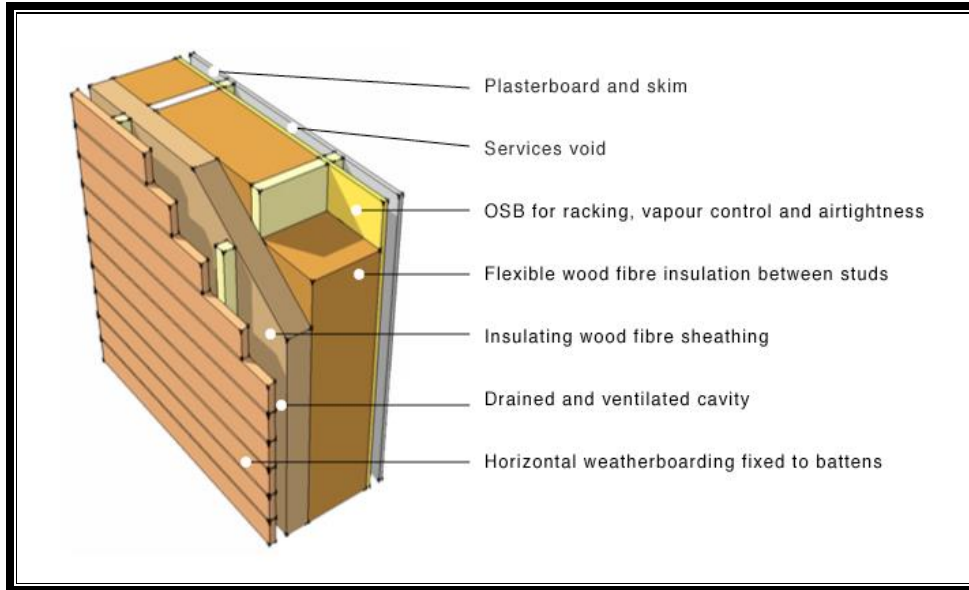 Plasterboard and skim
Services void
OSB for racking, vapour control and airtightness
Flexible wood fibre insulation between studs
Insulating wood fibre sheathing
Drained and ventilated cavity
Horizontal weatherboarding fixed to battens